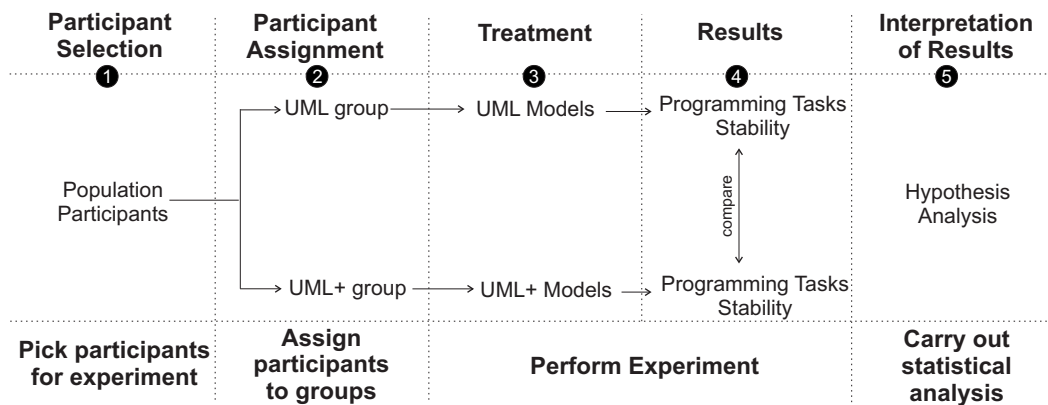 Participant
Selection
Participant
Assignment
Treatment
Results
Interpretation
of Results
1
2
3
4
5
UML group
UML Models
Programming Tasks
Stability
Population
Participants
compare
Hypothesis
Analysis
UML+ group
UML+ Models
Programming Tasks
Stability
Pick participants
for experiment
Assign
participants
to groups
Perform Experiment
Carry out
statistical
analysis